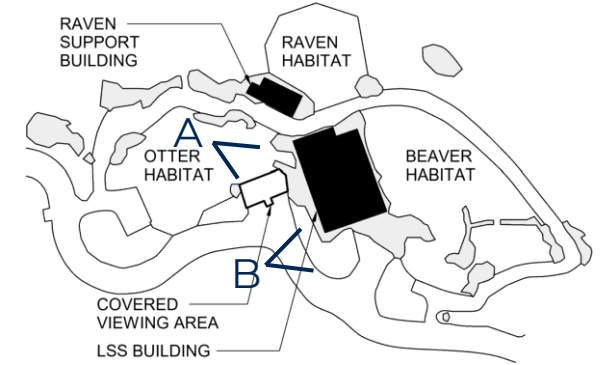 RAVEN
SUPPORT
BUILDING
RAVEN
HABITAT
A
OTTER
HABITAT
BEAVER
HABITAT
B
COVERED
VIEWING AREA
LSS BUILDING